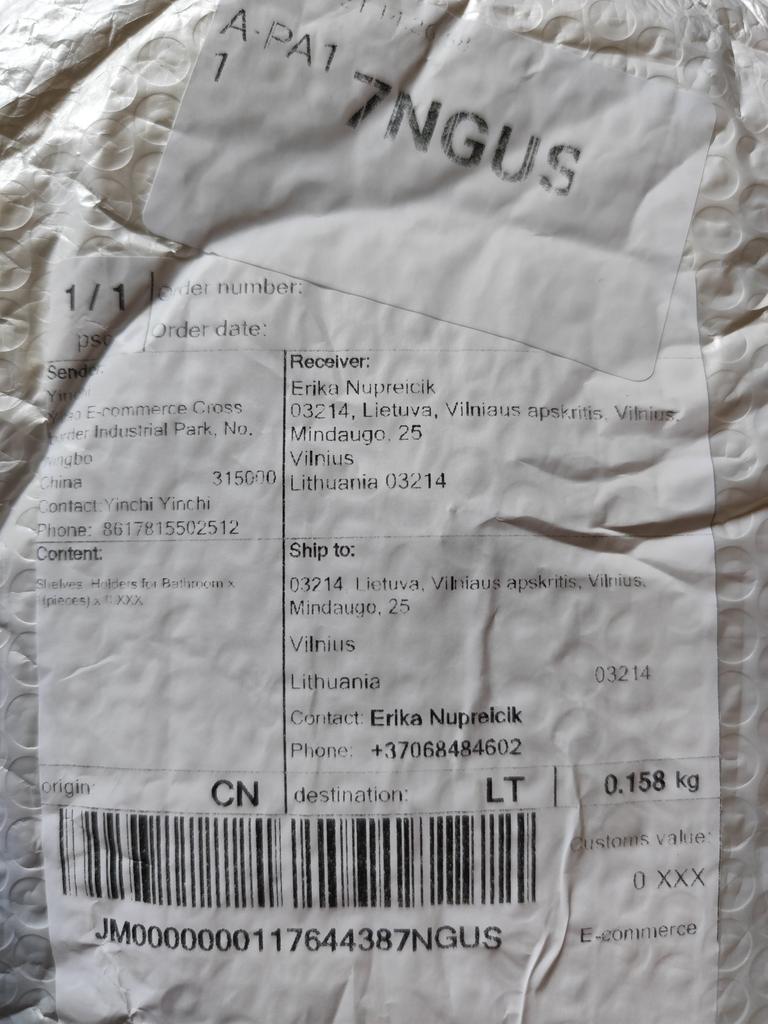 A-PA1
1
7NGUS
1 / 1
Order number:
Order date:
Receiver:
Erika Nupreicik
03214, Lietuva, Vilniaus apskritis, Vilnius,
Mindaugo, 25
Vilnius
Lithuania 03214
E-commerce Cross
Industrial Park, No.
China 315000
Contact: Yinchi Yinchi
Phone: 8617815502512
Content:
Shelves, Holders for Bathroom x
(pieces) x 0 XXX
Ship to:
03214, Lietuva, Vilniaus apskritis, Vilnius,
Mindaugo, 25
Vilnius
Lithuania 03214
Contact: Erika Nupreicik
Phone: +37068484602
origin: CN
destination: LT
0.158 kg
JM0000000117644387NGUS
Customs value:
0 XXX
E-commerce